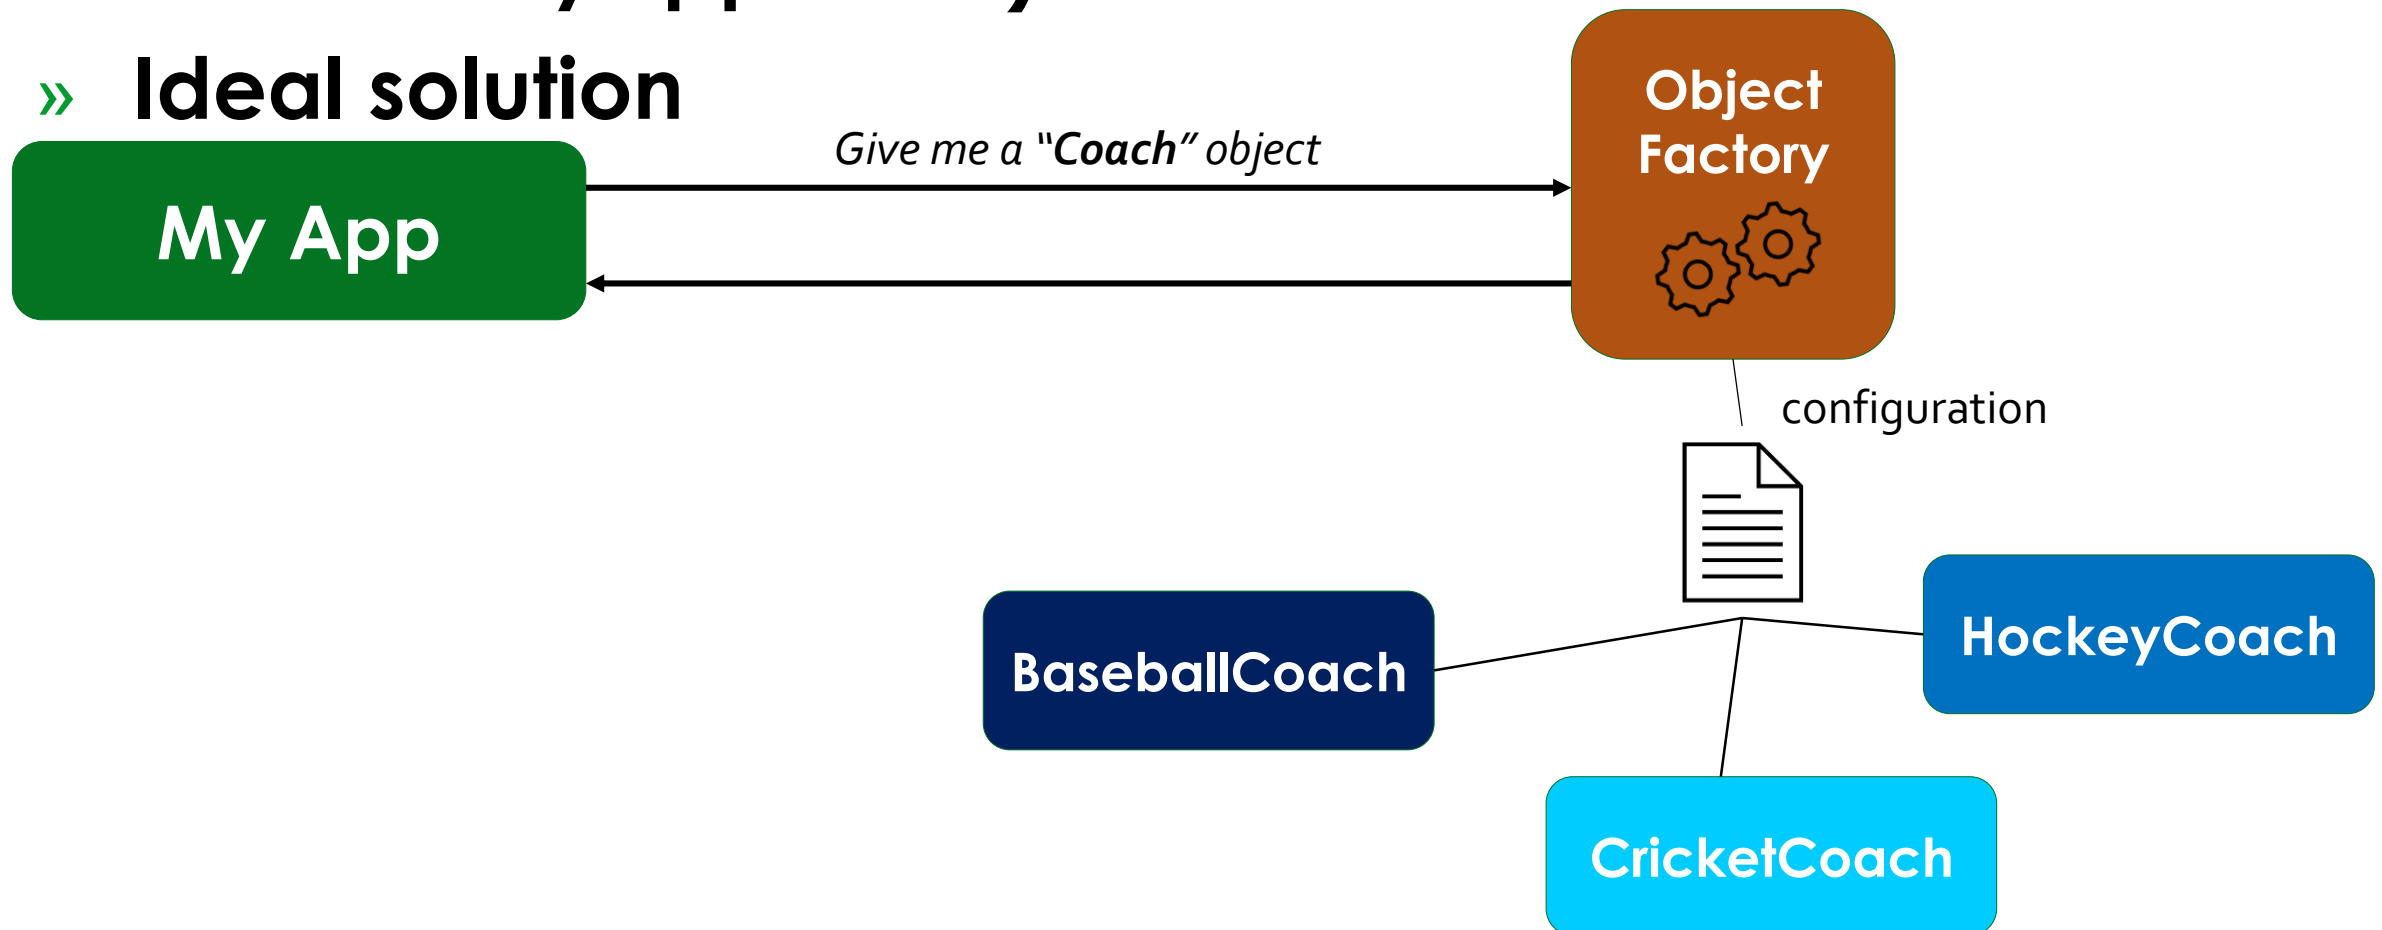 » Ideal solution
My App
Give me a “Coach” object
Object
Factory
configuration
BaseballCoach
HockeyCoach
CricketCoach